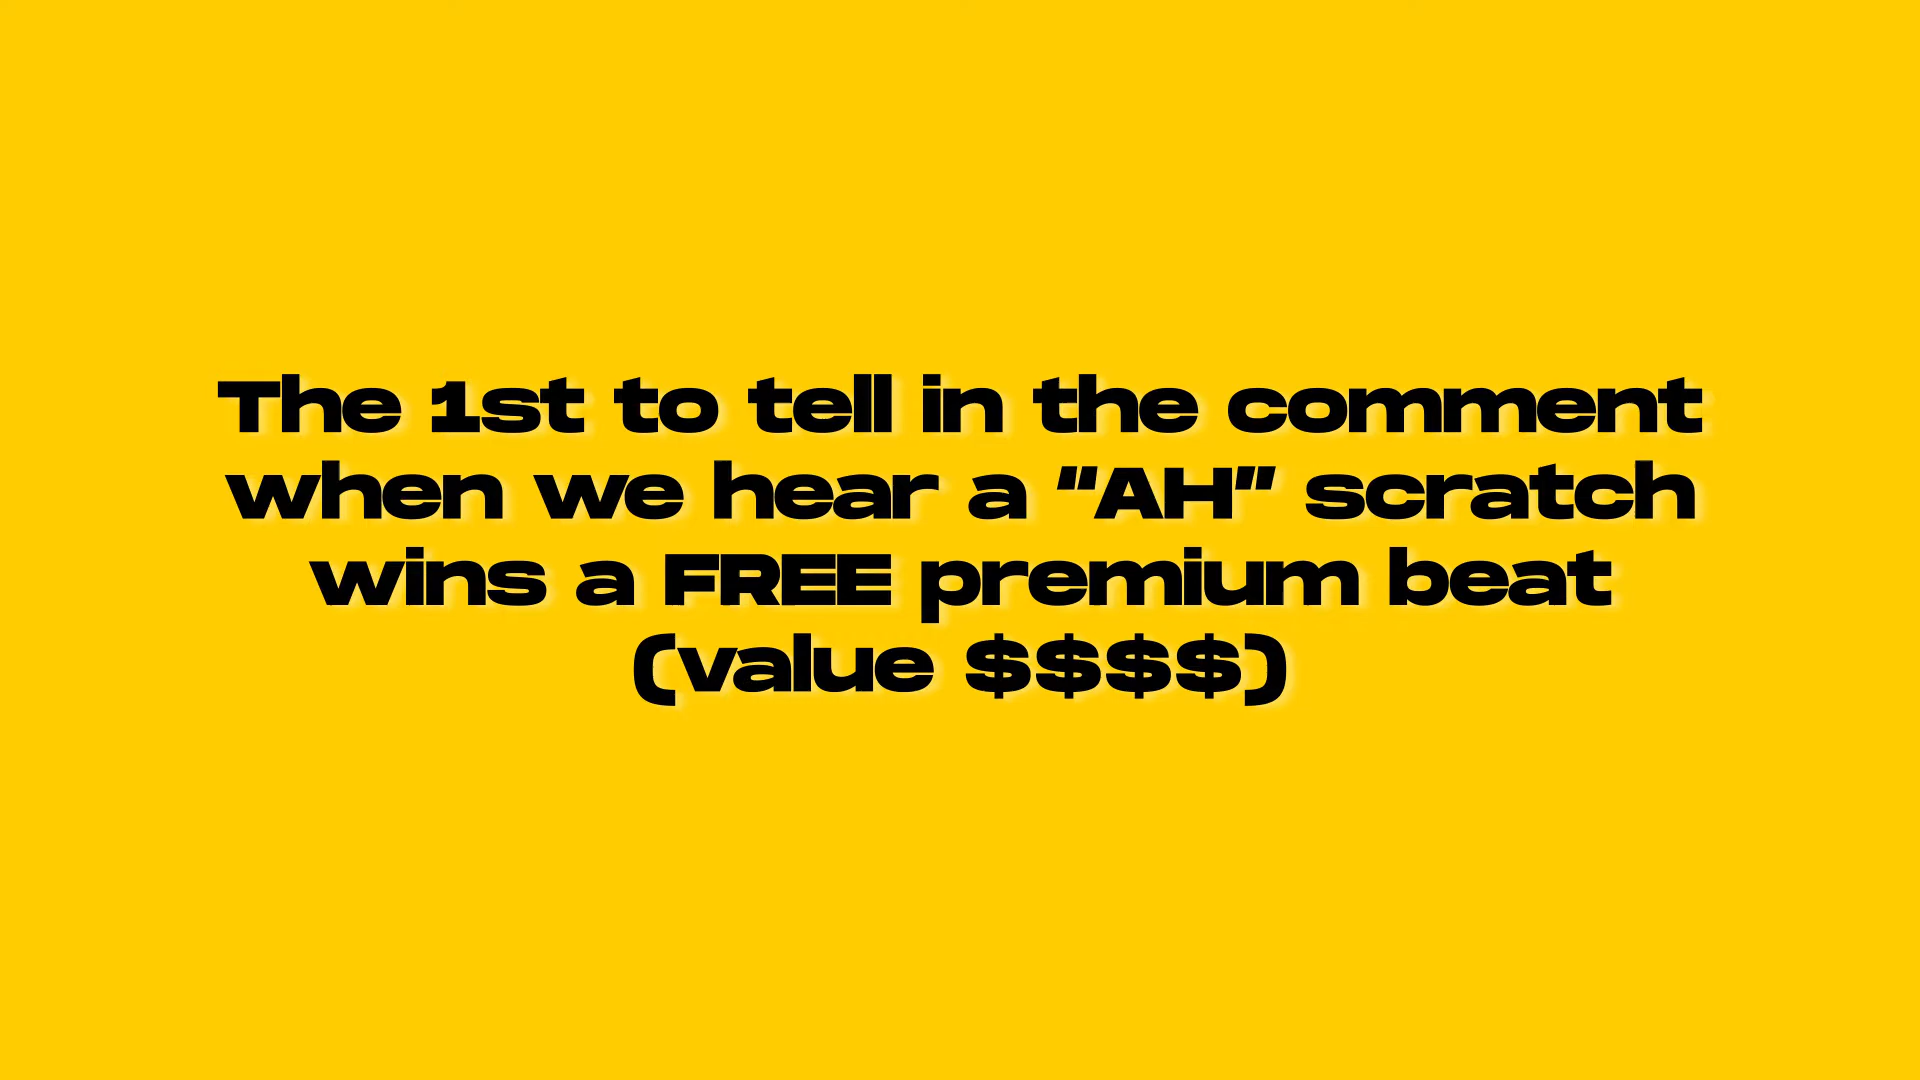 The 1st to tell in the comment
when we hear a "AH" scratch
wins a FREE premium beat
(value $$$$)